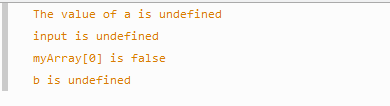 The value of a is undefined
input is undefined
myArray[0] is false
b is undefined